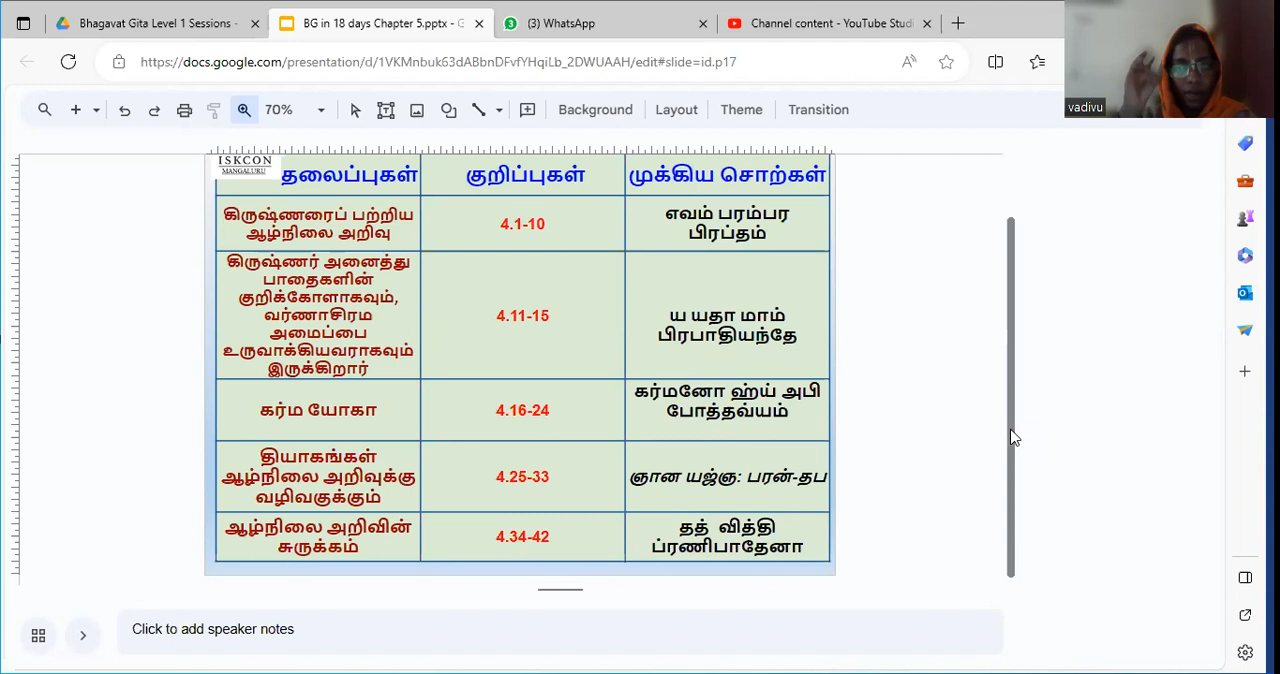 Bhagavat Gita Level 1 Sessions -
BG in 18 days Chapter 5.pptx - G
(3) WhatsApp
Channel content - YouTube Studi
https://docs.google.com/presentation/d/1VKMnbuk63dABbnDFvfYHqiLb_2DWUAAH/edit#slide=id.p17
vadivu
70%
Background
Layout
Theme
Transition
ISKCON
MANGALURU
தலைப்புகள் குறிப்புகள் முக்கிய சொற்கள்
கிருஷ்ணரைப் பற்றிய
ஆழ்நிலை அறிவு
4.1-10
எவம் பரம்பர
பிரப்தம்
கிருஷ்ணர் அனைத்து
பாதைகளின்
குறிக்கோளாகவும்,
வர்ணாசிரம
அமைப்பை
உருவாக்கியவராகவும்
இருக்கிறார்
4.11-15
ய யதா மாம்
பிரபாதியந்தே
கர்ம யோகா
4.16-24
கர்மனோ ஹ்ய் அபி
போத்தவ்யம்
தியாகங்கள்
ஆழ்நிலை அறிவுக்கு
வழிவகுக்கும்
4.25-33
ஞான யஜ்ஞ: பரன்-தப
ஆழ்நிலை அறிவின்
சுருக்கம்
4.34-42
தத் வித்தி
ப்ரணிபாதேனா
Click to add speaker notes